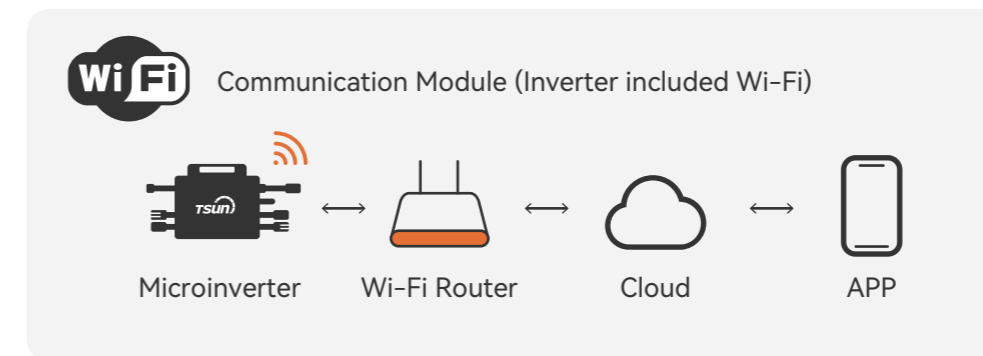 Wi Fi
Communication Module (Inverter included Wi-Fi)
TSUN
Microinverter
Wi-Fi Router
Cloud
APP